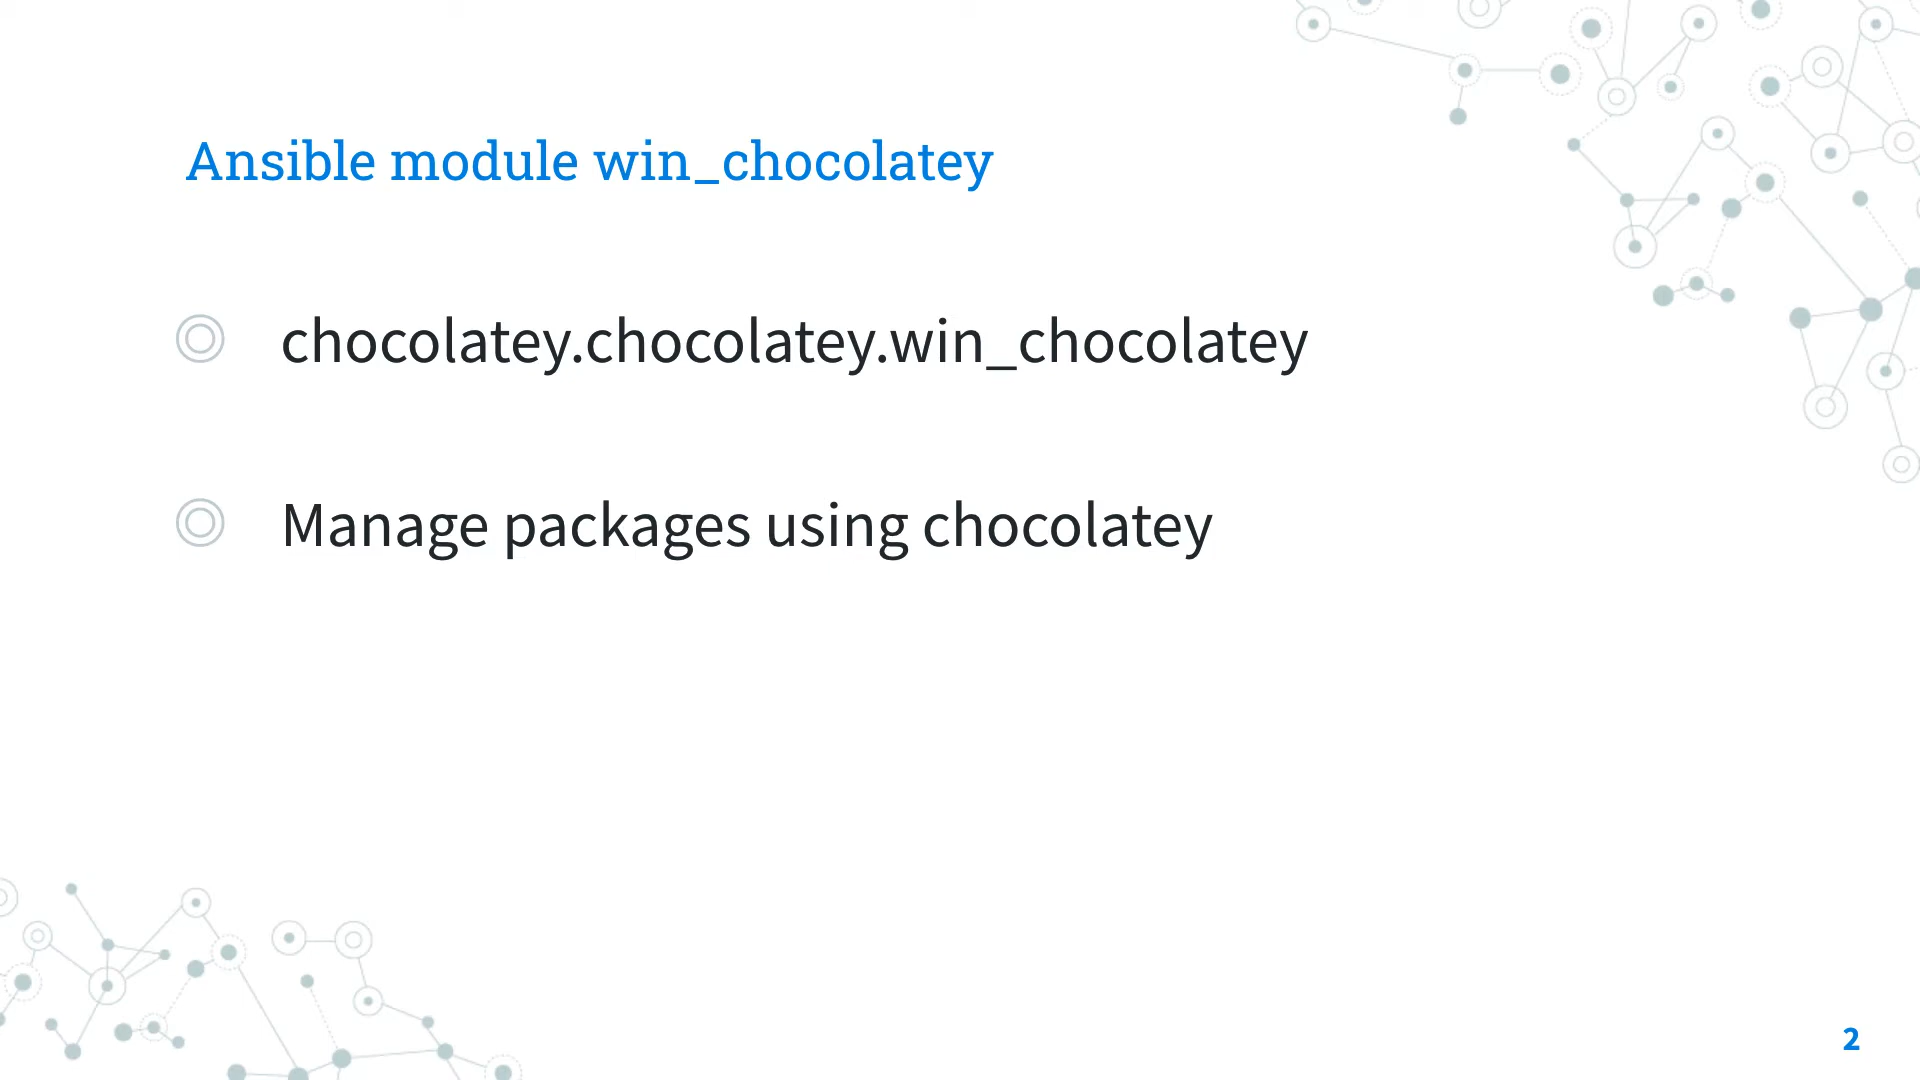 Ansible module win_chocolatey
chocolatey.chocolatey.win_chocolatey
Manage packages using chocolatey
2